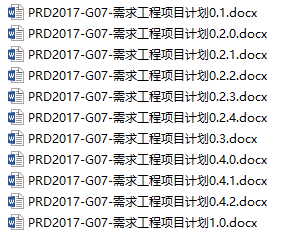 PRD2017-G07-需求工程项目计划0.1.docx
PRD2017-G07-需求工程项目计划0.2.0.docx
PRD2017-G07-需求工程项目计划0.2.1.docx
PRD2017-G07-需求工程项目计划0.2.2.docx
PRD2017-G07-需求工程项目计划0.2.3.docx
PRD2017-G07-需求工程项目计划0.2.4.docx
PRD2017-G07-需求工程项目计划0.3.docx
PRD2017-G07-需求工程项目计划0.4.0.docx
PRD2017-G07-需求工程项目计划0.4.1.docx
PRD2017-G07-需求工程项目计划0.4.2.docx
PRD2017-G07-需求工程项目计划1.0.docx